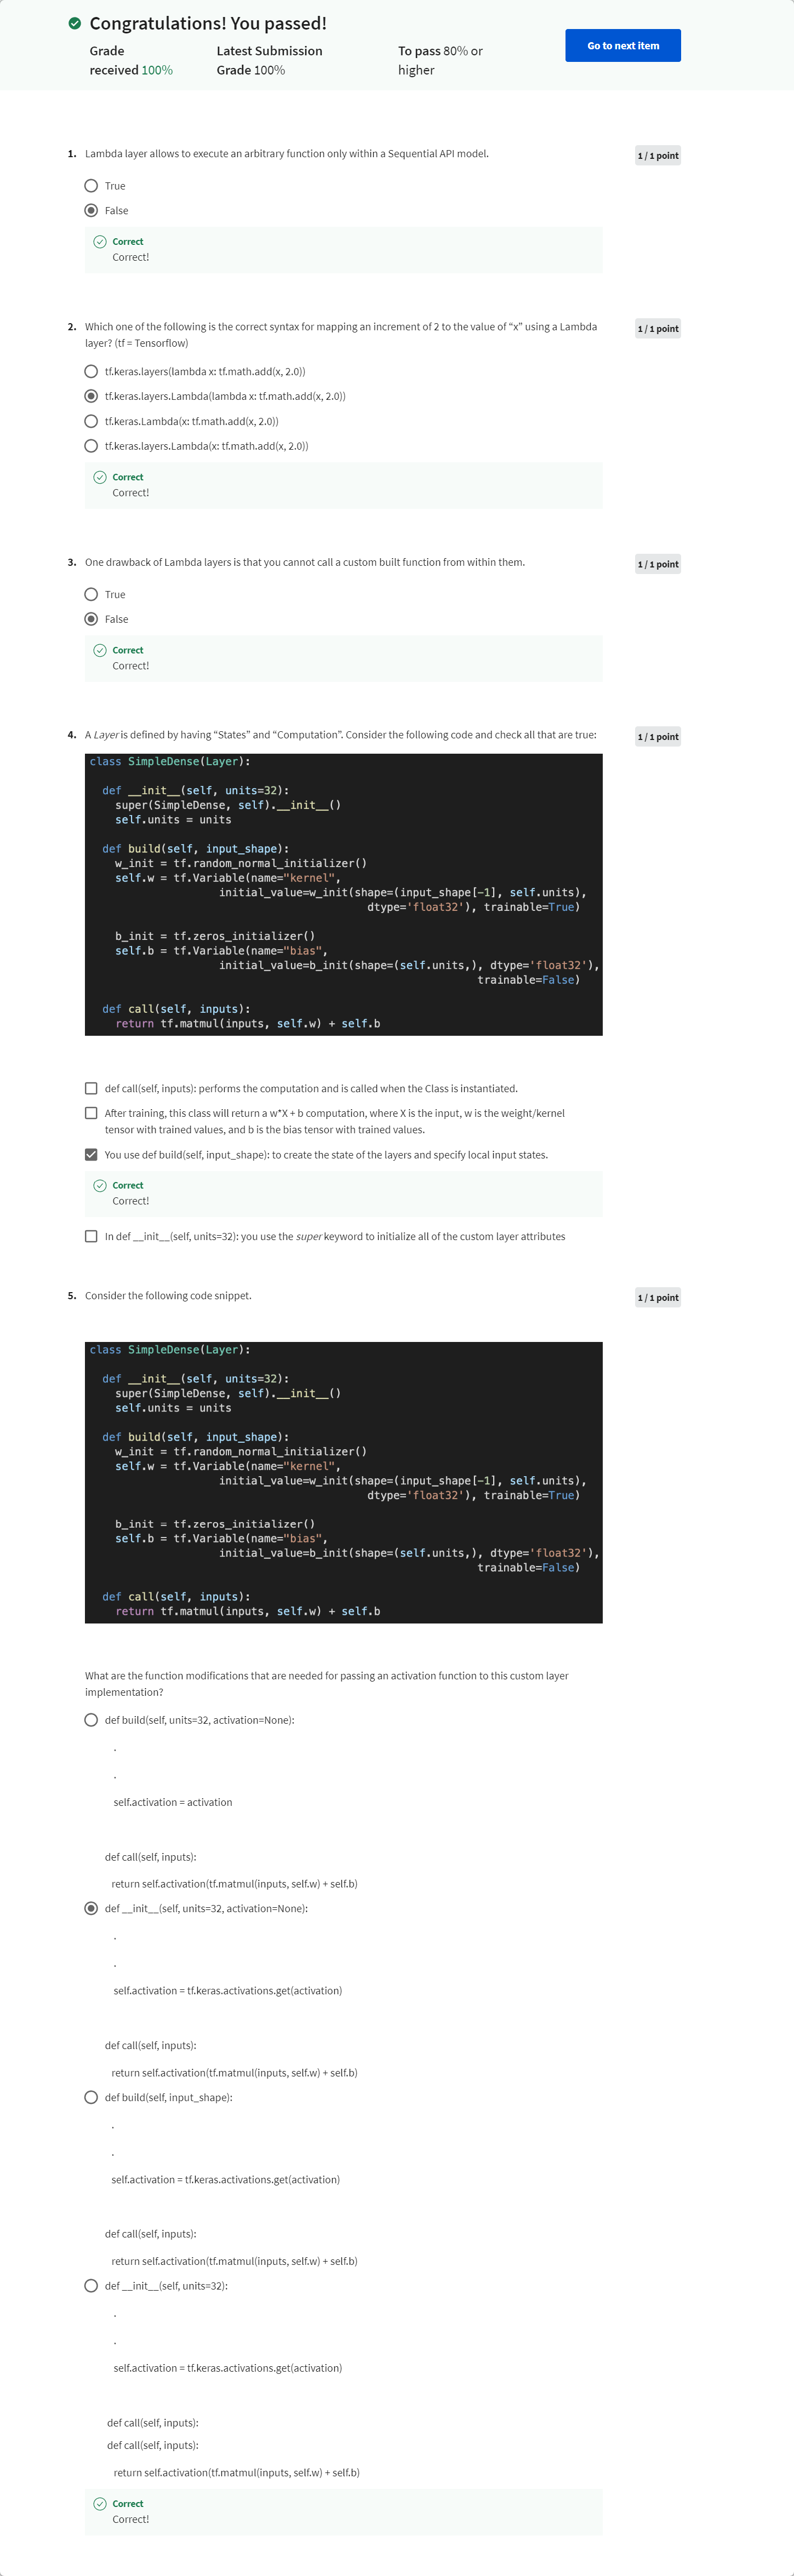 Congratulations! You passed!
Grade received 100%
Latest Submission Grade 100%
To pass 80% or higher
Go to next item
1. Lambda layer allows to execute an arbitrary function only within a Sequential API model.
1 / 1 point
True
False
Correct
Correct!
2. Which one of the following is the correct syntax for mapping an increment of 2 to the value of “x” using a Lambda
layer? (tf = Tensorflow)
1 / 1 point
tf.keras.layers(lambda x: tf.math.add(x, 2.0))
tf.keras.layers.Lambda(lambda x: tf.math.add(x, 2.0))
tf.keras.Lambda(x: tf.math.add(x, 2.0))
tf.keras.layers.Lambda(x: tf.math.add(x, 2.0))
Correct
Correct!
3. One drawback of Lambda layers is that you cannot call a custom built function from within them.
1 / 1 point
True
False
Correct
Correct!
4. A Layer is defined by having “States” and “Computation”. Consider the following code and check all that are true:
1 / 1 point
class SimpleDense(Layer):
def __init__(self, units=32):
super(SimpleDense, self).__init__()
self.units = units
def build(self, input_shape):
w_init = tf.random_normal_initializer()
self.w = tf.Variable(name="kernel",
initial_value=w_init(shape=(input_shape[-1], self.units),
dtype='float32'), trainable=True)
b_init = tf.zeros_initializer()
self.b = tf.Variable(name="bias",
initial_value=b_init(shape=(self.units,), dtype='float32'),
trainable=False)
def call(self, inputs):
return tf.matmul(inputs, self.w) + self.b
def call(self, inputs): performs the computation and is called when the Class is instantiated.
After training, this class will return a w*X + b computation, where X is the input, w is the weight/kernel
tensor with trained values, and b is the bias tensor with trained values.
You use def build(self, input_shape): to create the state of the layers and specify local input states.
Correct
Correct!
In def __init__(self, units=32): you use the super keyword to initialize all of the custom layer attributes
5. Consider the following code snippet.
1 / 1 point
class SimpleDense(Layer):
def __init__(self, units=32):
super(SimpleDense, self).__init__()
self.units = units
def build(self, input_shape):
w_init = tf.random_normal_initializer()
self.w = tf.Variable(name="kernel",
initial_value=w_init(shape=(input_shape[-1], self.units),
dtype='float32'), trainable=True)
b_init = tf.zeros_initializer()
self.b = tf.Variable(name="bias",
initial_value=b_init(shape=(self.units,), dtype='float32'),
trainable=False)
def call(self, inputs):
return tf.matmul(inputs, self.w) + self.b
What are the function modifications that are needed for passing an activation function to this custom layer
implementation?
def build(self, units=32, activation=None):
.
.
self.activation = activation
def call(self, inputs):
return self.activation(tf.matmul(inputs, self.w) + self.b)
def __init__(self, units=32, activation=None):
.
.
self.activation = tf.keras.activations.get(activation)
def call(self, inputs):
return self.activation(tf.matmul(inputs, self.w) + self.b)
def build(self, input_shape):
.
.
self.activation = tf.keras.activations.get(activation)
def call(self, inputs):
return self.activation(tf.matmul(inputs, self.w) + self.b)
def __init__(self, units=32):
.
.
self.activation = tf.keras.activations.get(activation)
def call(self, inputs):
def call(self, inputs):
return self.activation(tf.matmul(inputs, self.w) + self.b)
Correct
Correct!